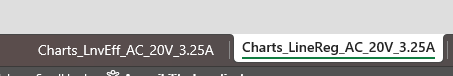 Charts_LnvEff_AC_20V_3.25A
Charts_LineReg_AC_20V_3.25A